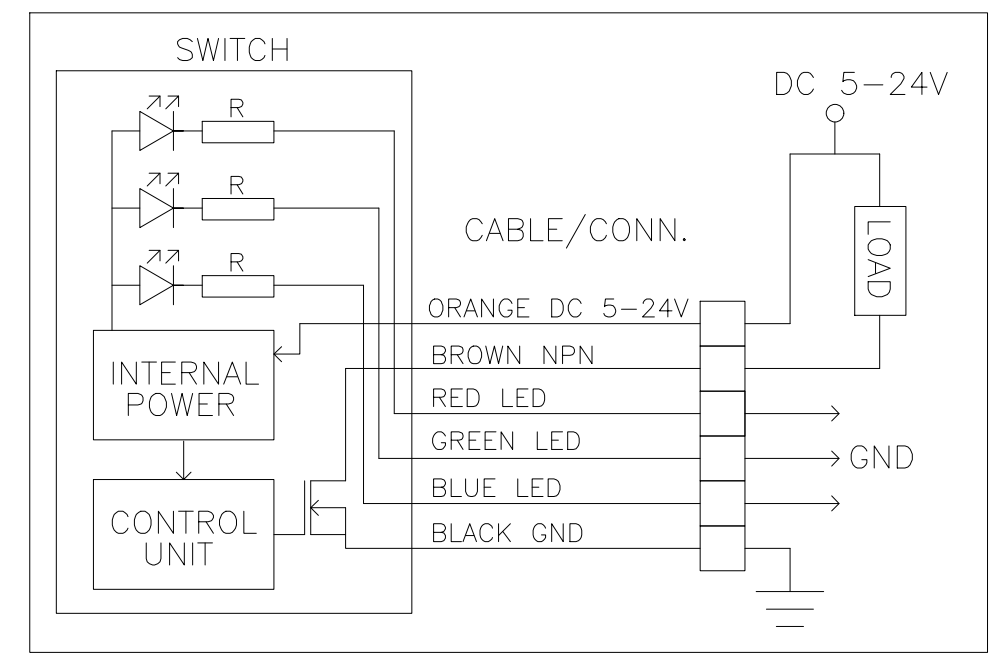 SWITCH
DC 5-24V
R
R
R
CABLE/CONN.
LOAD
ORANGE DC 5-24V
BROWN NPN
RED LED
GREEN LED
BLUE LED
BLACK GND
GND
INTERNAL
POWER
CONTROL
UNIT